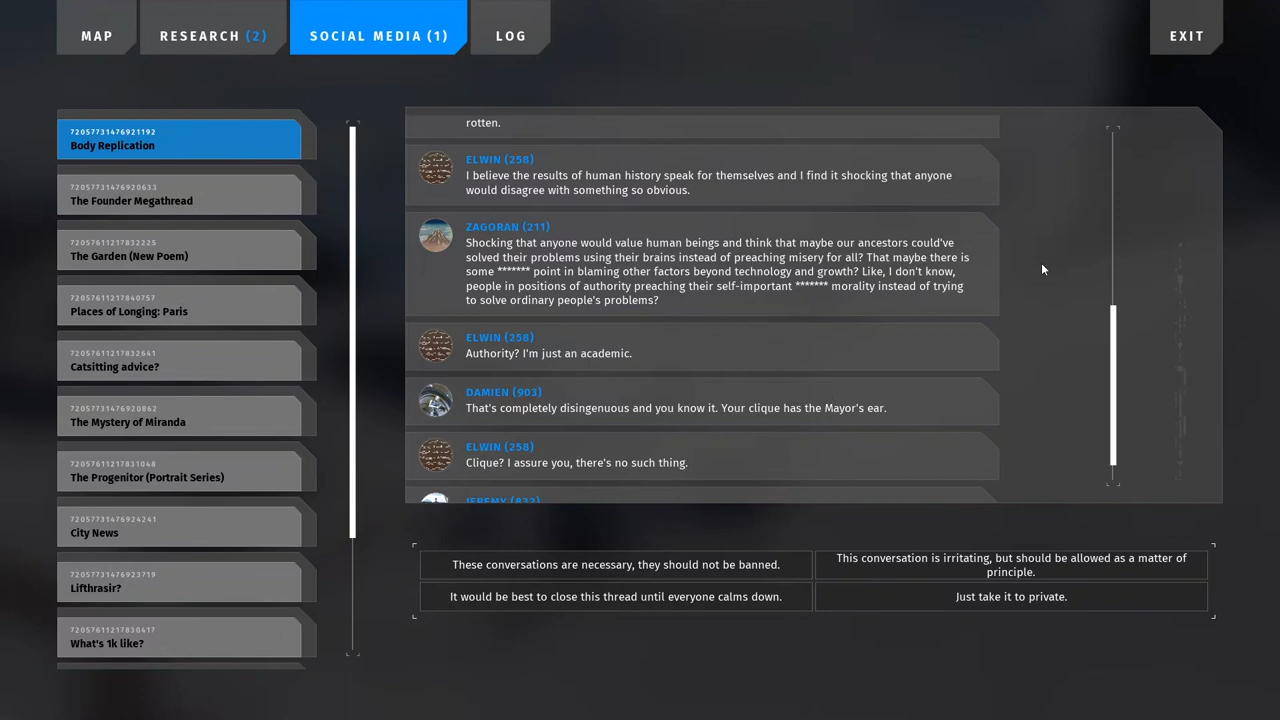 MAP
RESEARCH (2)
SOCIAL MEDIA (1)
LOG
EXIT
72057731476921192
Body Replication
72057731476920633
The Founder Megathread
72057611217832225
The Garden (New Poem)
72057611217840757
Places of Longing: Paris
72057611217832641
Catsitting advice?
72057731476920862
The Mystery of Miranda
72057611217831048
The Progenitor (Portrait Series)
72057731476924241
City News
72057731476923719
Lifthrasir?
72057611217830417
What's 1k like?
rotten.
ELWIN (258)
I believe the results of human history speak for themselves and I find it shocking that anyone
would disagree with something so obvious.
ZAGORAN (211)
Shocking that anyone would value human beings and think that maybe our ancestors could've
solved their problems using their brains instead of preaching misery for all? That maybe there is
some ******* point in blaming other factors beyond technology and growth? Like, I don't know,
people in positions of authority preaching their self-important ******* morality instead of trying
to solve ordinary people's problems?
ELWIN (258)
Authority? I'm just an academic.
DAMIEN (903)
That's completely disingenuous and you know it. Your clique has the Mayor's ear.
ELWIN (258)
Clique? I assure you, there's no such thing.
JEREMY (832)
These conversations are necessary, they should not be banned.
This conversation is irritating, but should be allowed as a matter of
principle.
It would be best to close this thread until everyone calms down.
Just take it to private.